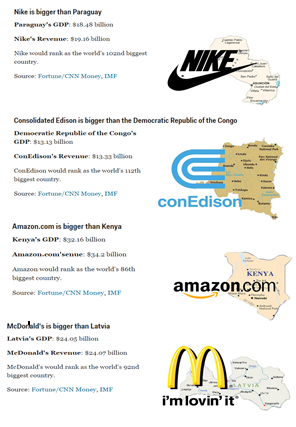 Nike is bigger than Paraguay
Paraguay's GDP: $18.48 billion
Nike's Revenue: $19.16 billion
Nike would rank as the world's 102nd biggest
country.
Source: Fortune/CNN Money, IMF
NIKE
Consolidated Edison is bigger than the Democratic Republic of the Congo
Democratic Republic of the Congo's
GDP: $13.13 billion
ConEdison's Revenue: $13.33 billion
ConEdison would rank as the world's 112th
biggest country.
Source: Fortune/CNN Money, IMF
conEdison
Amazon.com is bigger than Kenya
Kenya's GDP: $32.16 billion
Amazon.com'senue: $34.2 billion
Amazon would rank as the world's 86th
biggest country.
Source: Fortune/CNN Money, IMF
KENYA
Nairobi
amazon.com
McDonald's is bigger than Latvia
Latvia's GDP: $24.05 billion
McDonald's Revenue: $24.07 billion
McDonald's would rank as the world's 92nd
biggest country.
Source: Fortune/CNN Money, IMF
LATVIA
i'm lovin' it